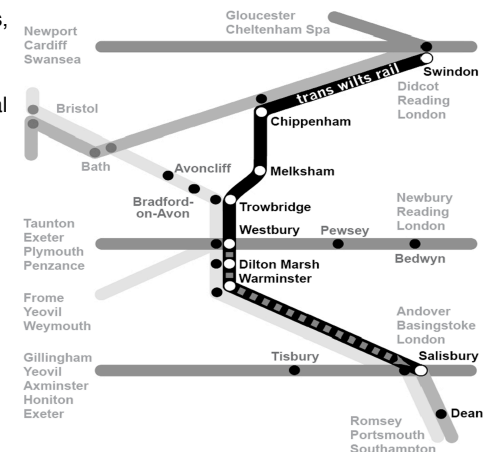 s,
al
Gloucester
Cheltenham Spa
Newport
Cardiff
Swansea
trans wilts rail
Swindon
Didcot
Reading
London
Bristol
Chippenham
Bath
Avoncliff
Melksham
Bradford-
on-Avon
Trowbridge
Newbury
Reading
London
Taunton
Exeter
Plymouth
Penzance
Westbury
Pewsey
Bedwyn
Dilton Marsh
Warminster
Frome
Yeovil
Weymouth
Andover
Basingstoke
London
Gillingham
Yeovil
Axminster
Honiton
Exeter
Tisbury
Salisbury
Dean
Romsey
Portsmouth
Southampton